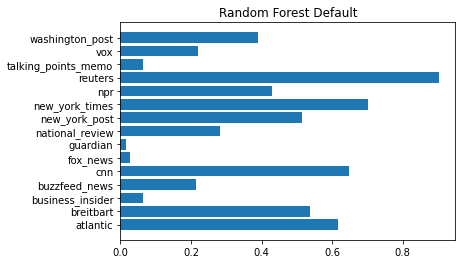 Random Forest Default
washington_post
vox
talking_points_memo
reuters
npr
new_york_times
new_york_post
national_review
guardian
fox_news
cnn
buzzfeed_news
business_insider
breitbart
atlantic
0.0 0.2 0.4 0.6 0.8